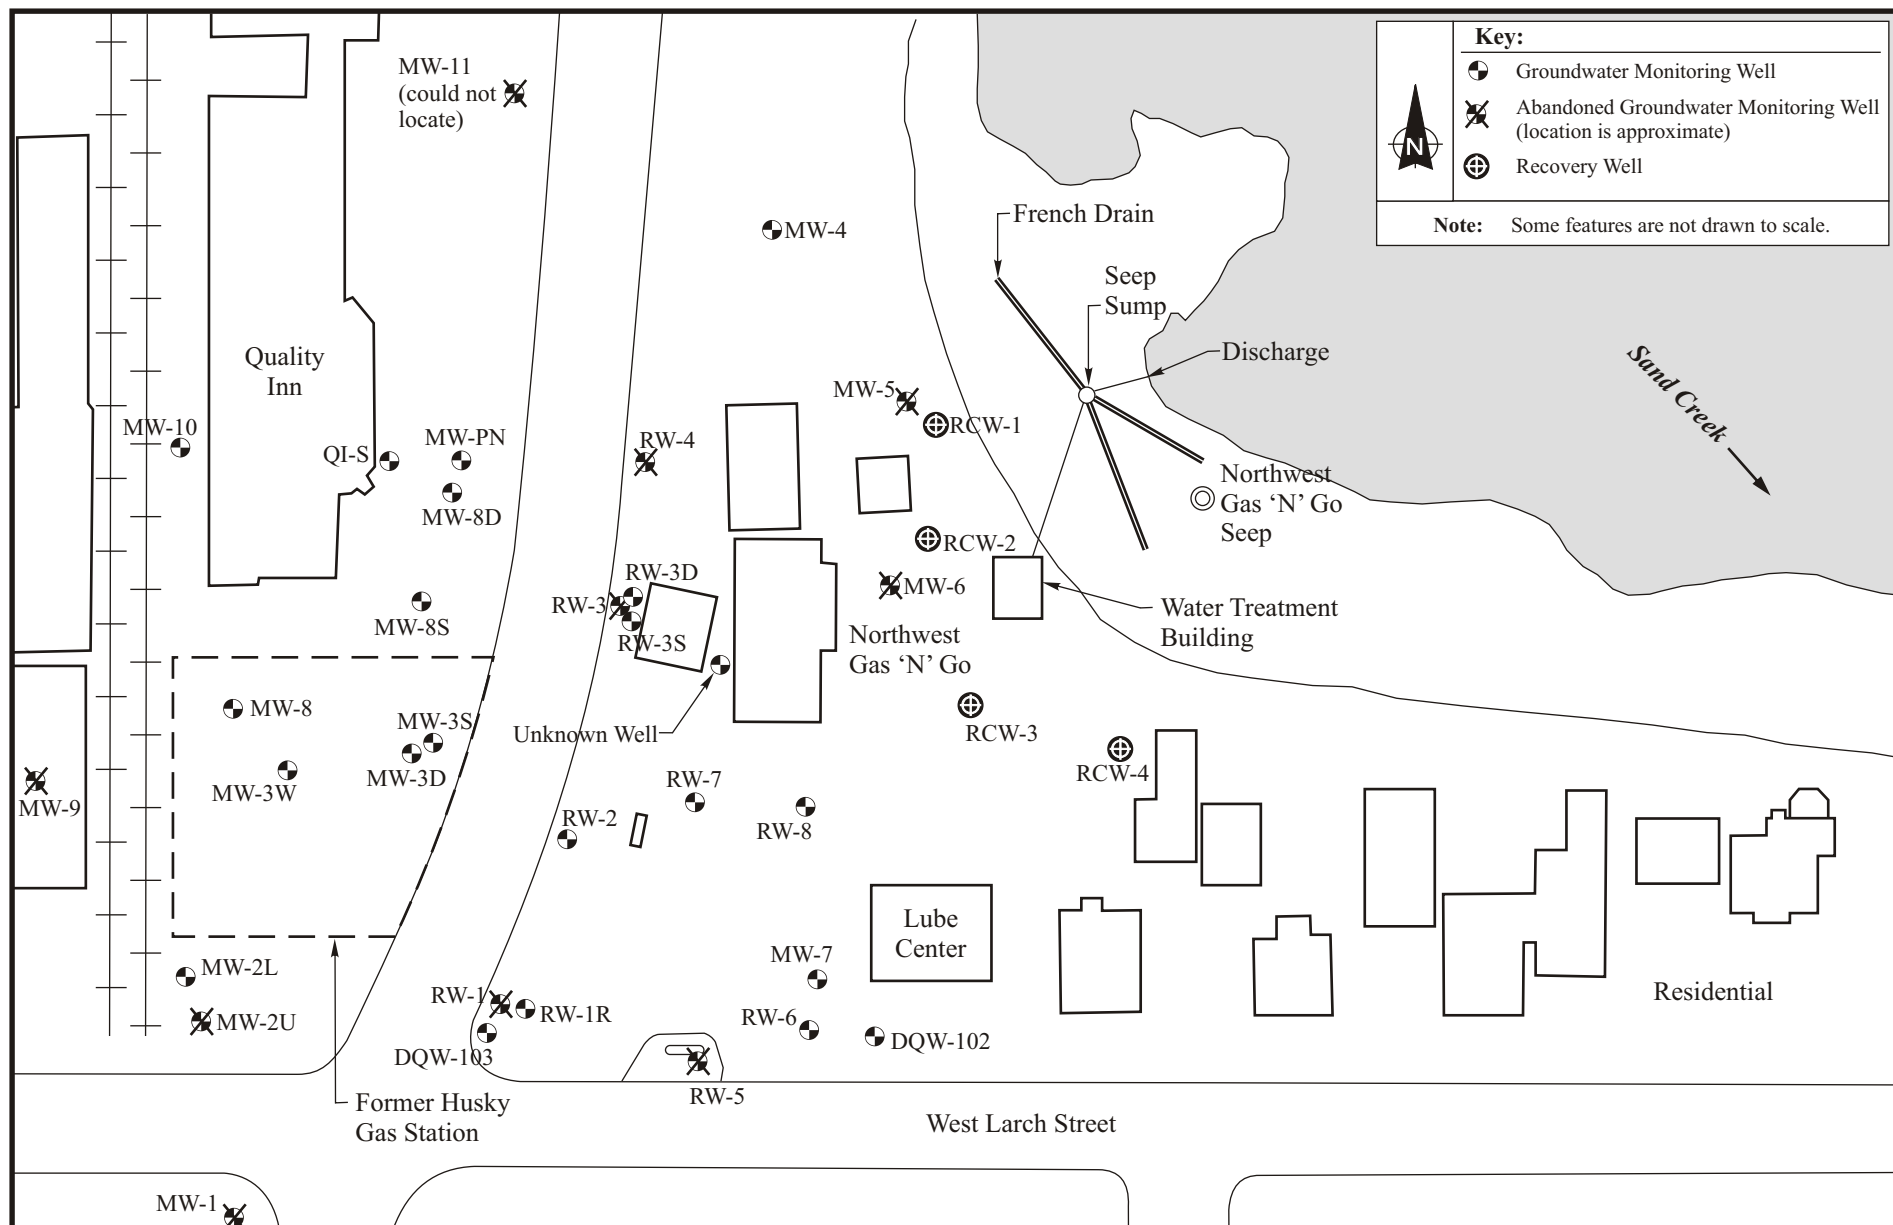 Key:
Groundwater Monitoring Well
Abandoned Groundwater Monitoring Well
(location is approximate)
Recovery Well
N
Note: Some features are not drawn to scale.
MW-11
(could not
locate)
MW-4
French Drain
Seep
Sump
Discharge
Sand Creek
Quality
Inn
MW-5
RCW-1
MW-10
QI-S
MW-PN
RW-4
MW-8D
Northwest
Gas ‘N’ Go
Seep
RCW-2
RW-3D
MW-6
RW-3
MW-8S
RW-3S
Water Treatment
Building
Northwest
Gas ‘N’ Go
MW-8
MW-3S
Unknown Well
RCW-3
MW-3D
MW-3W
RCW-4
MW-9
RW-7
RW-2
RW-8
Lube
Center
MW-7
MW-2L
RW-1
RW-1R
MW-2U
RW-6
DQW-102
DQW-103
Residential
RW-5
Former Husky
Gas Station
West Larch Street
MW-1